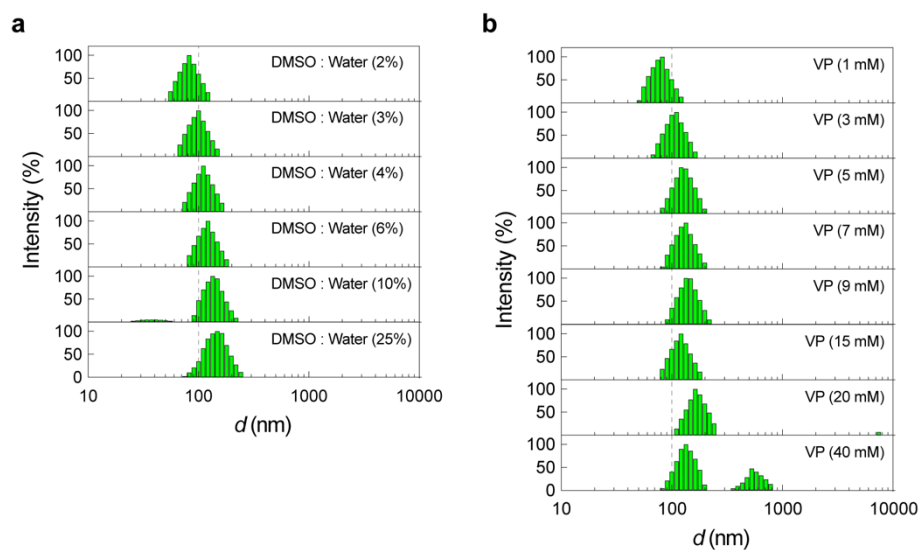 a
Intensity (%)
100
50
DMSO : Water (2%)
100
50
DMSO : Water (3%)
100
50
DMSO : Water (4%)
100
50
DMSO : Water (6%)
100
50
DMSO : Water (10%)
100
50
0
DMSO : Water (25%)
10 100 1000 10000
d (nm)
b
Intensity (%)
100
50
VP (1 mM)
100
50
VP (3 mM)
100
50
VP (5 mM)
100
50
VP (7 mM)
100
50
VP (9 mM)
100
50
VP (15 mM)
100
50
VP (20 mM)
100
50
0
VP (40 mM)
10 100 1000 10000
d (nm)